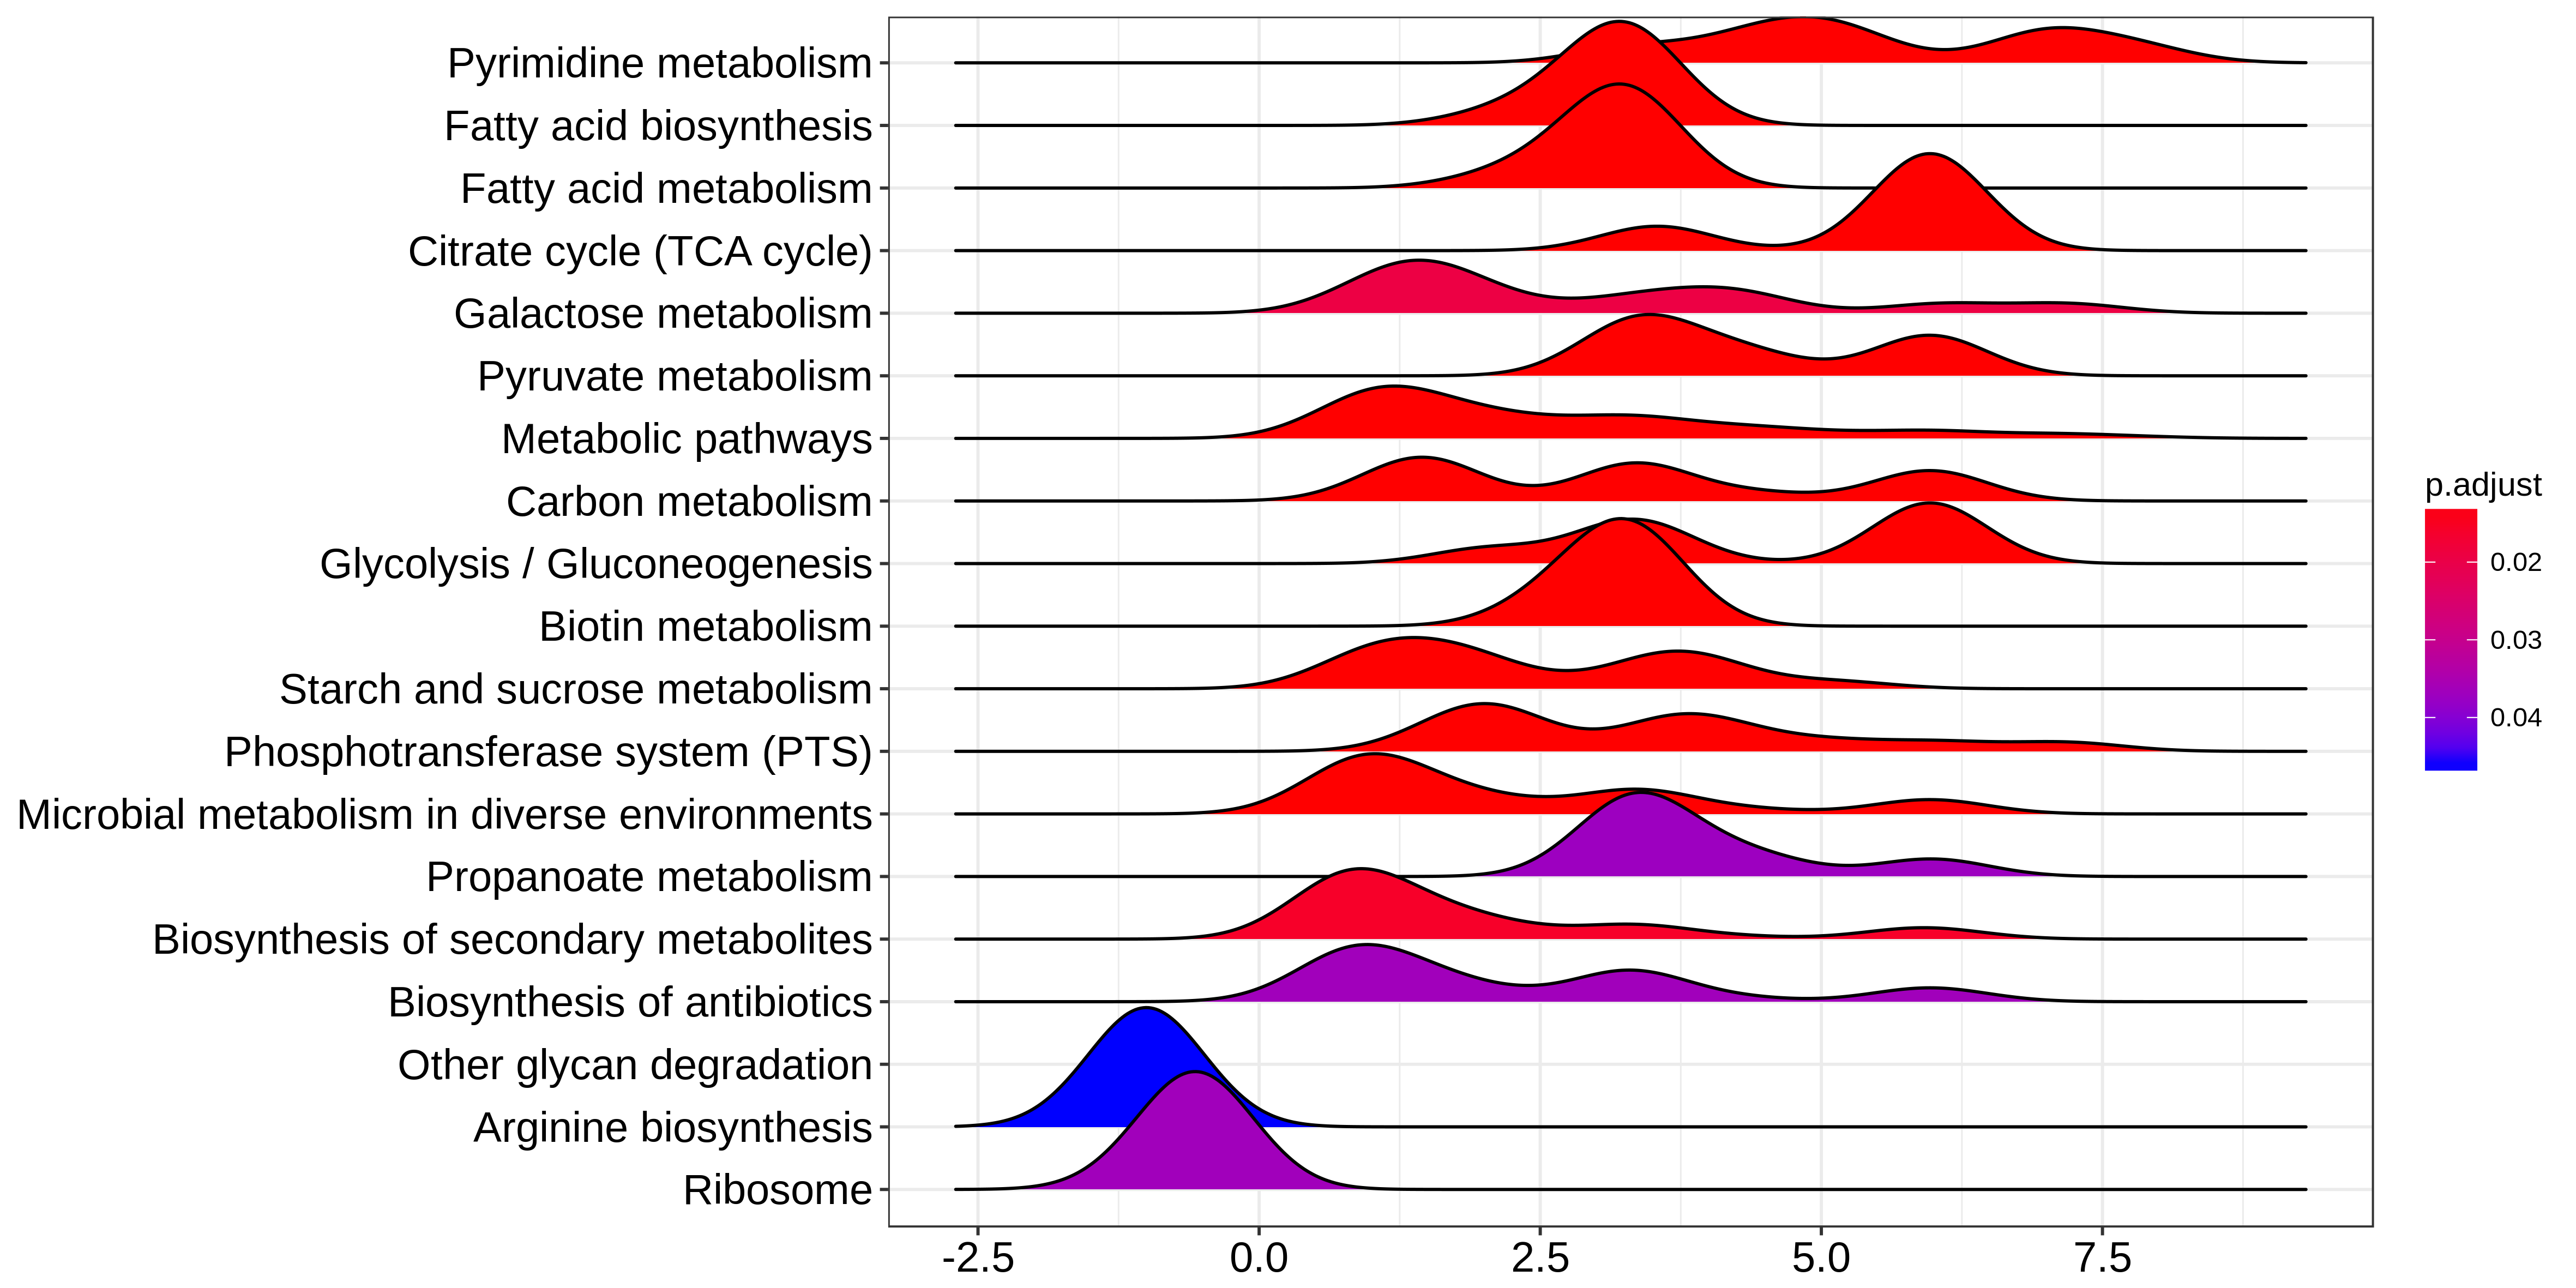 Pyrimidine metabolism
Fatty acid biosynthesis
Fatty acid metabolism
Citrate cycle (TCA cycle)
Galactose metabolism
Pyruvate metabolism
Metabolic pathways
Carbon metabolism
Glycolysis / Gluconeogenesis
Biotin metabolism
Starch and sucrose metabolism
Phosphotransferase system (PTS)
Microbial metabolism in diverse environments
Propanoate metabolism
Biosynthesis of secondary metabolites
Biosynthesis of antibiotics
Other glycan degradation
Arginine biosynthesis
Ribosome
-2.5 0.0 2.5 5.0 7.5
p.adjust
0.02
0.03
0.04